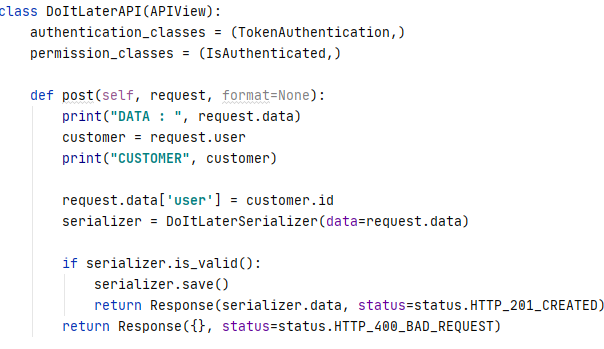 class DoItLaterAPI(APIView):
    authentication_classes = (TokenAuthentication,)
    permission_classes = (IsAuthenticated,)

    def post(self, request, format=None):
        print("DATA : ", request.data)
        customer = request.user
        print("CUSTOMER", customer)

        request.data['user'] = customer.id
        serializer = DoItLaterSerializer(data=request.data)

        if serializer.is_valid():
            serializer.save()
            return Response(serializer.data, status=status.HTTP_201_CREATED)
        return Response({}, status=status.HTTP_400_BAD_REQUEST)